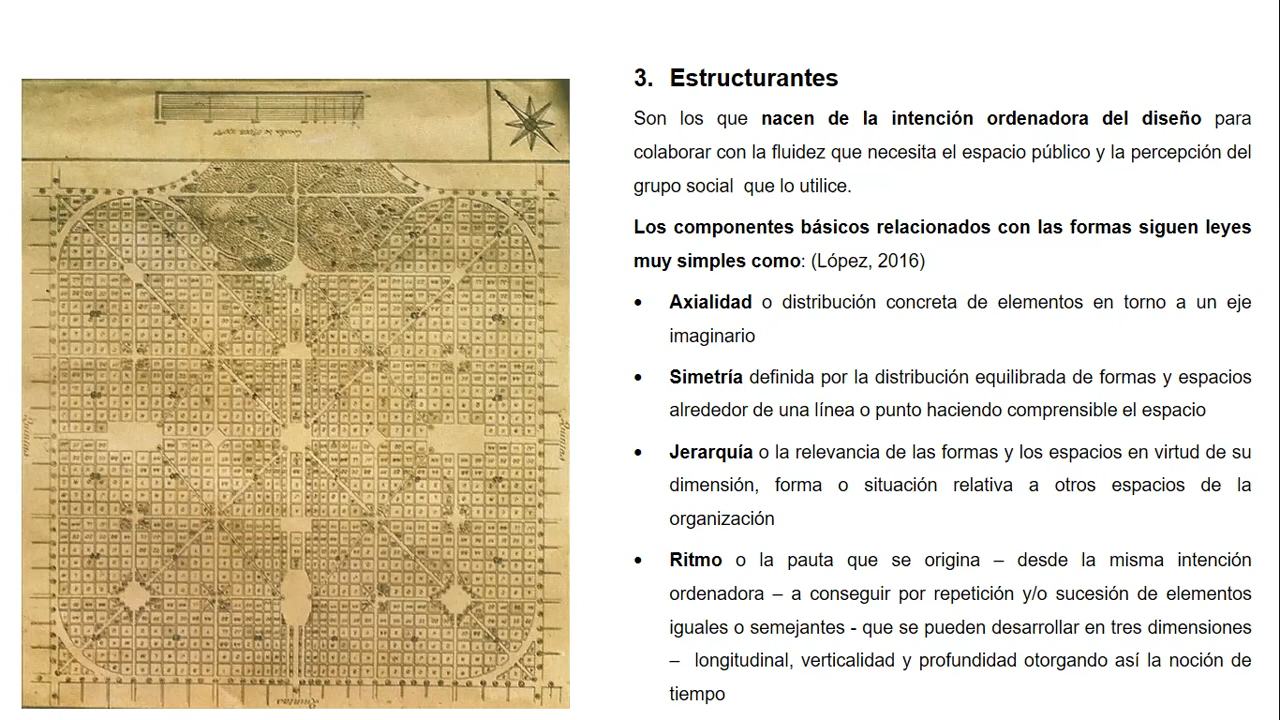 3. Estructurantes
Son los que nacen de la intención ordenadora del diseño para
colaborar con la fluidez que necesita el espacio público y la percepción del
grupo social que lo utilice.
Los componentes básicos relacionados con las formas siguen leyes
muy simples como: (López, 2016)
• Axialidad o distribución concreta de elementos en torno a un eje
imaginario
• Simetría definida por la distribución equilibrada de formas y espacios
alrededor de una línea o punto haciendo comprensible el espacio
• Jerarquía o la relevancia de las formas y los espacios en virtud de su
dimensión, forma o situación relativa a otros espacios de la
organización
• Ritmo o la pauta que se origina – desde la misma intención
ordenadora – a conseguir por repetición y/o sucesión de elementos
iguales o semejantes - que se pueden desarrollar en tres dimensiones
– longitudinal, verticalidad y profundidad otorgando así la noción de
tiempo